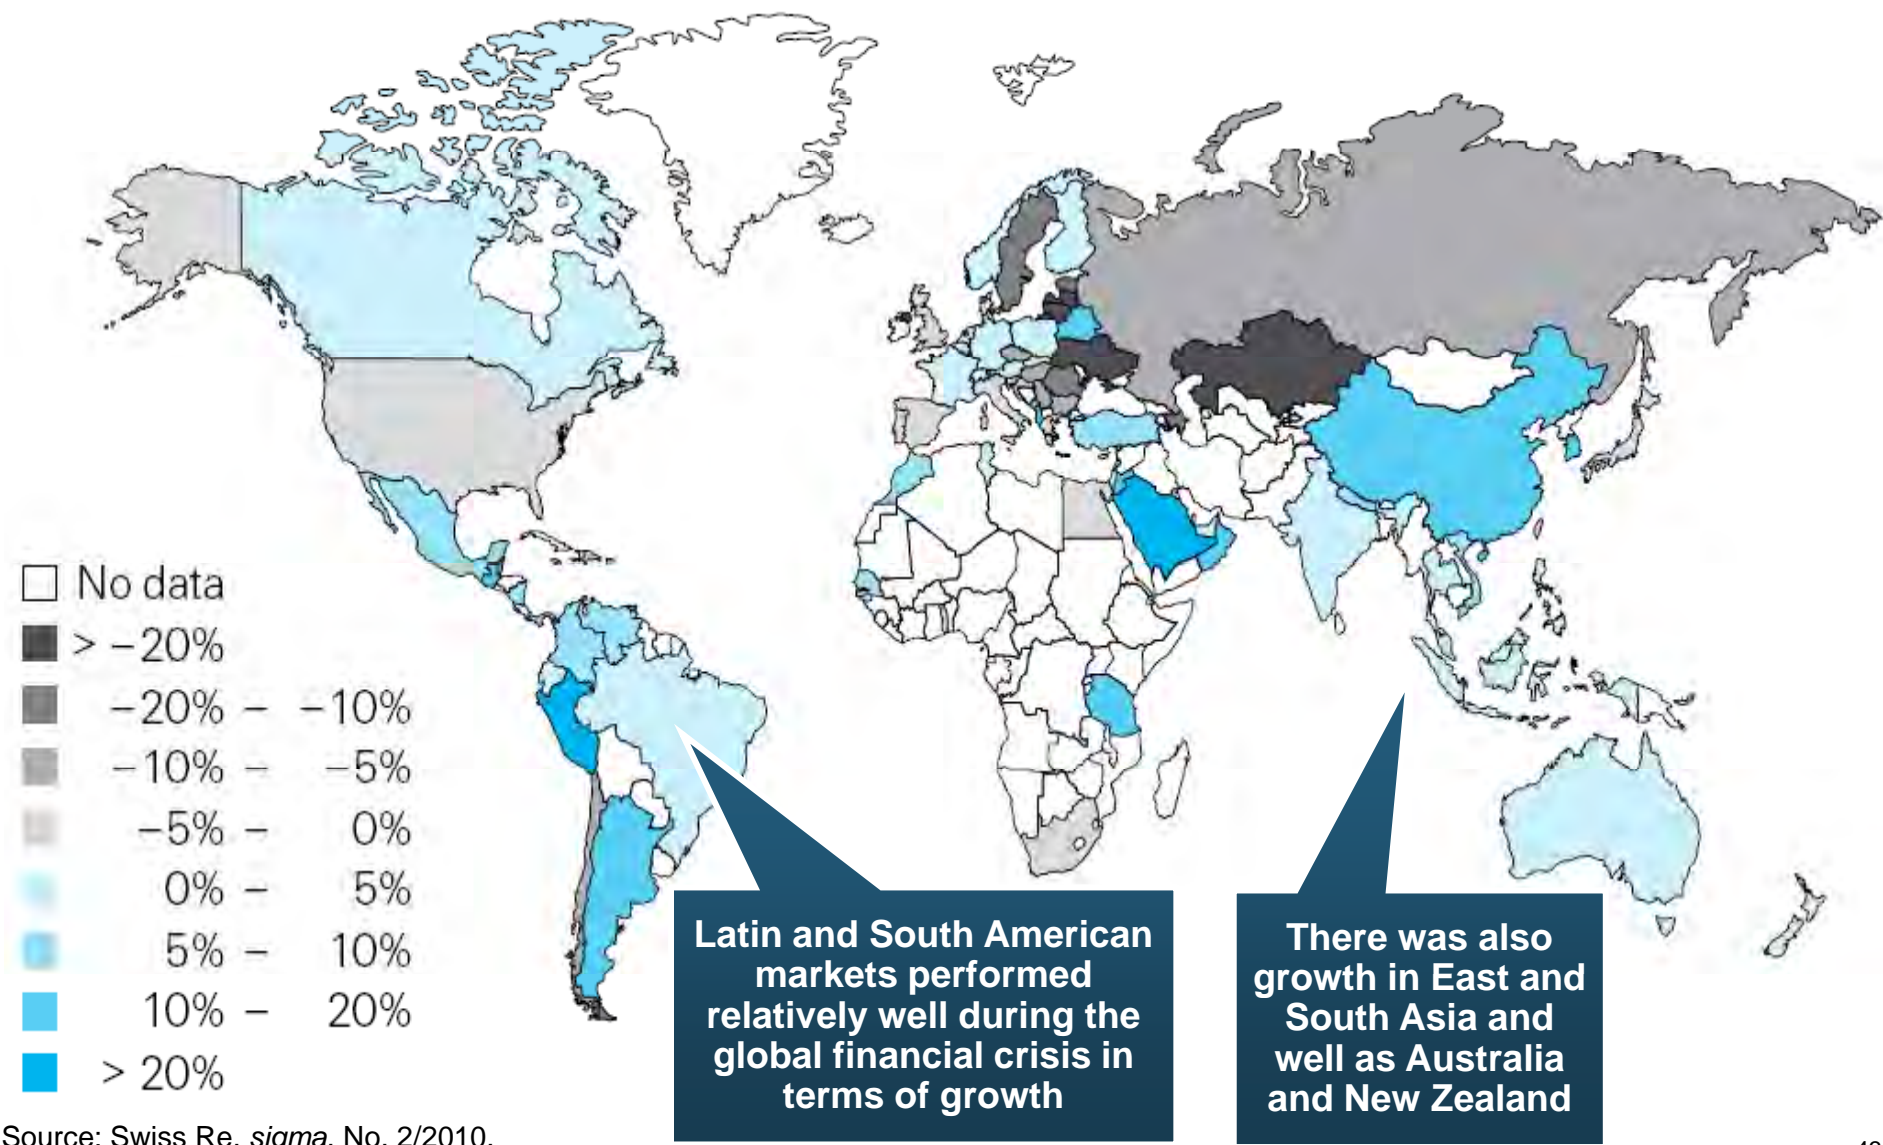 No data
> −20%
−20% – −10%
−10% – −5%
−5% – 0%
0% – 5%
5% – 10%
10% – 20%
> 20%
Latin and South American
markets performed
relatively well during the
global financial crisis in
terms of growth
There was also
growth in East and
South Asia and
well as Australia
and New Zealand
Source: Swiss Re, sigma, No. 2/2010.